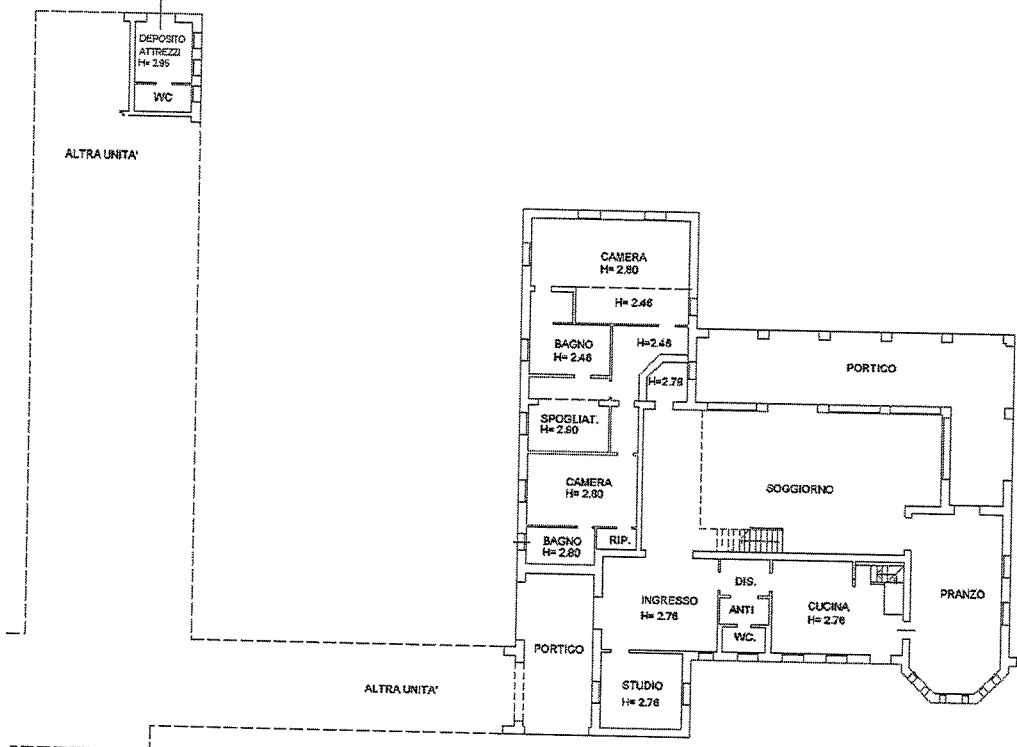 DEPOSITO
ATTREZZI
H= 2.95
WC
ALTRA UNITA'
CAMERA
H= 2.80
H= 2.46
BAGNO
H= 2.46
H=2.46
H=2.76
PORTICO
SPOGLIAT.
H= 2.80
CAMERA
H= 2.80
SOGGIORNO
BAGNO
H= 2.80
RIP.
DIS.
INGRESSO
H= 2.76
ANTI
WC.
CUCINA
H= 2.76
PRANZO
PORTICO
STUDIO
H= 2.76
ALTRA UNITA'